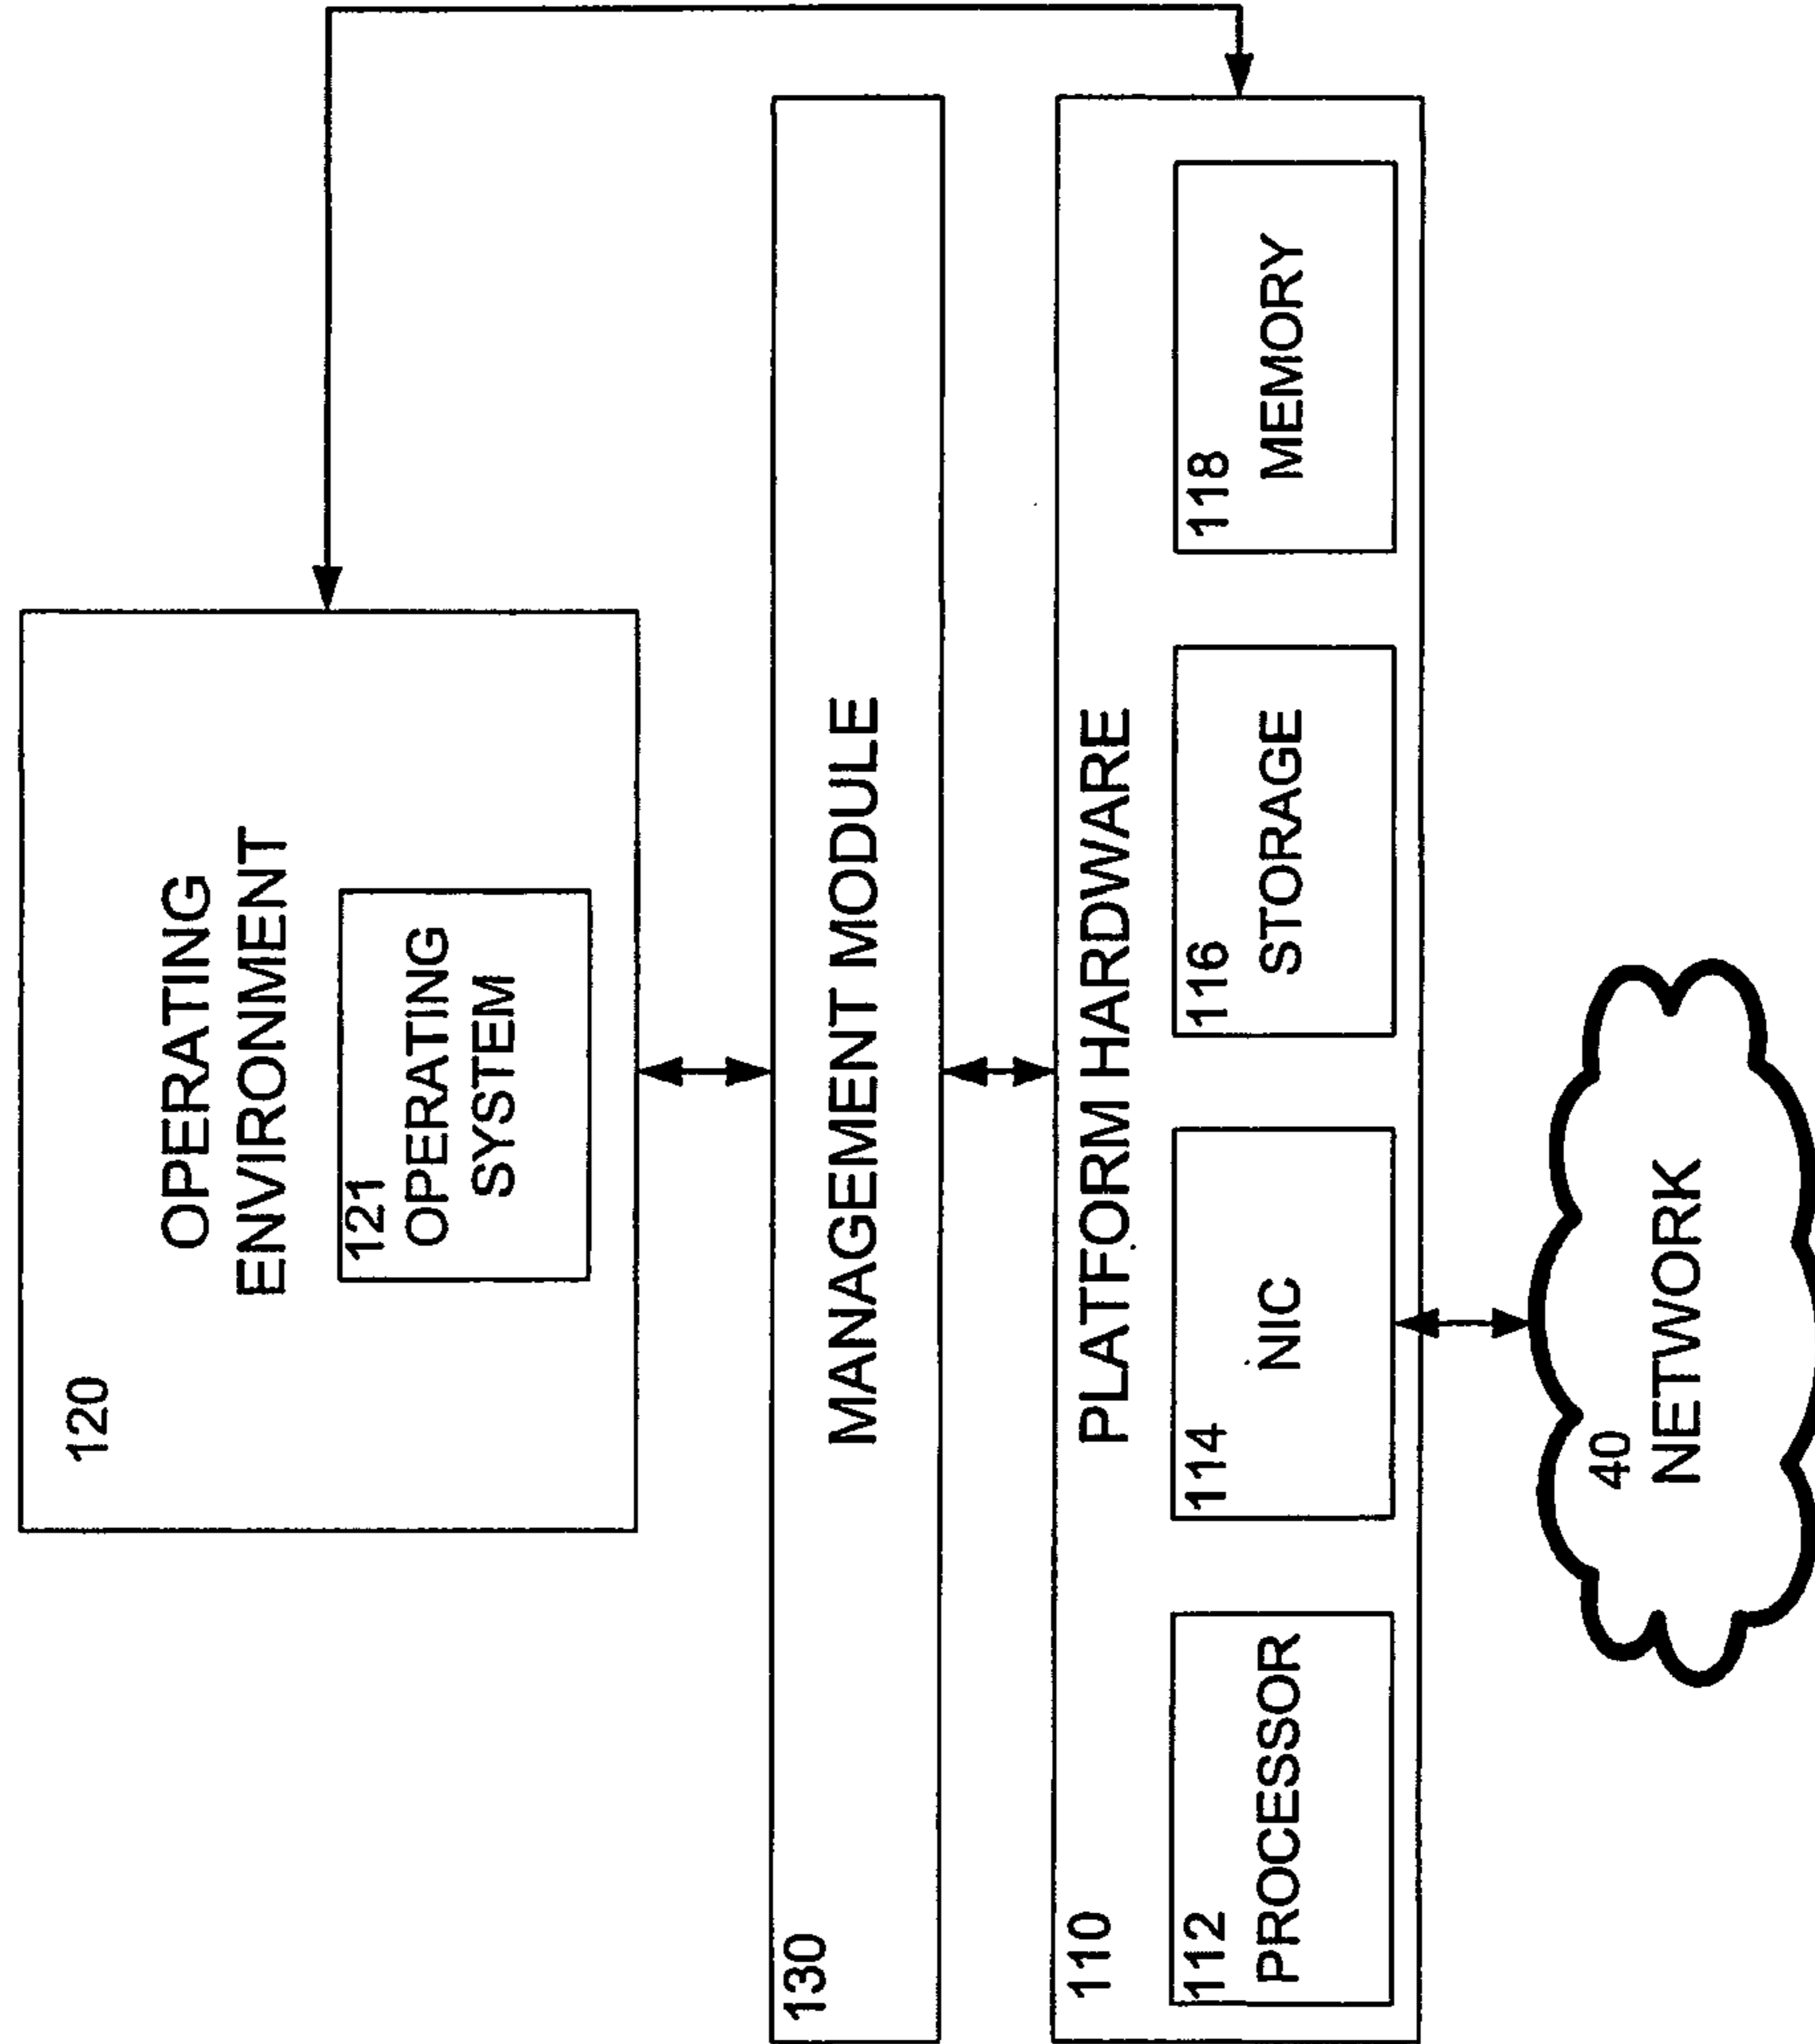 120
OPERATING
ENVIRONMENT
121
OPERATING
SYSTEM
130
MANAGEMENT MODULE
110
PLATFORM HARDWARE
112
PROCESSOR
114
NIC
116
STORAGE
118
MEMORY
40
NETWORK